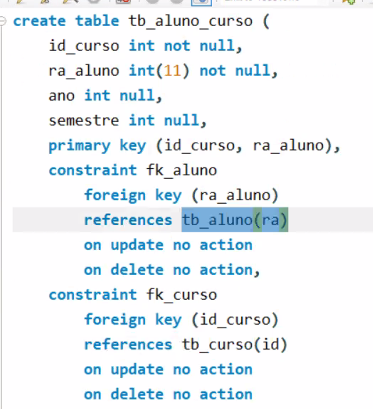 create table tb_aluno_curso (
id_curso int not null,
ra_aluno int(11) not null,
ano int null,
semestre int null,
primary key (id_curso, ra_aluno),
constraint fk_aluno
foreign key (ra_aluno)
references tb_aluno(ra)
on update no action
on delete no action,
constraint fk_curso
foreign key (id_curso)
references tb_curso(id)
on update no action
on delete no action